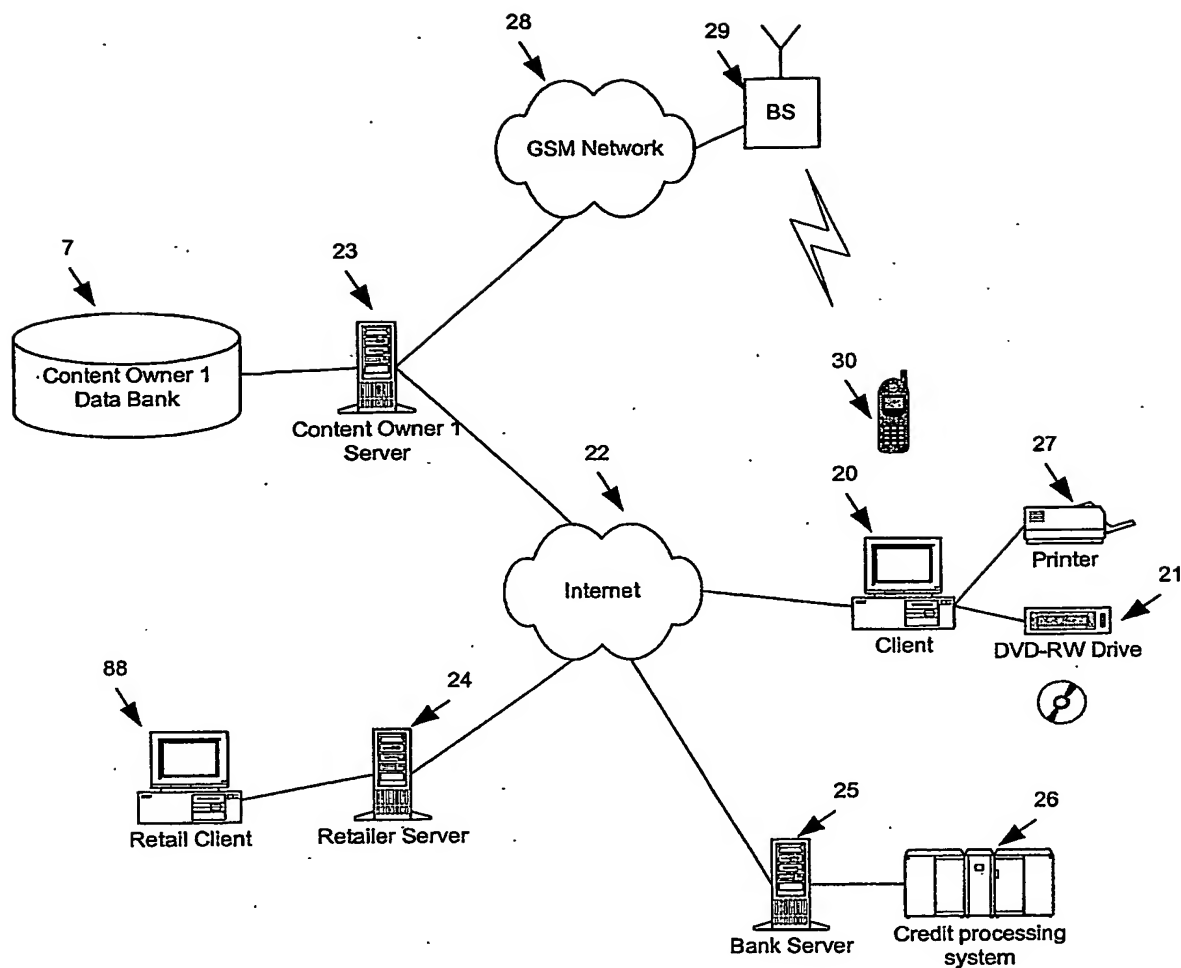 28
29
BS
GSM Network
7
23
Content Owner 1
Data Bank
Content Owner 1
Server
30
22
20
27
Printer
Internet
21
Client
DVD-RW Drive
88
24
Retail Client
Retailer Server
25
26
Bank Server
Credit processing
system